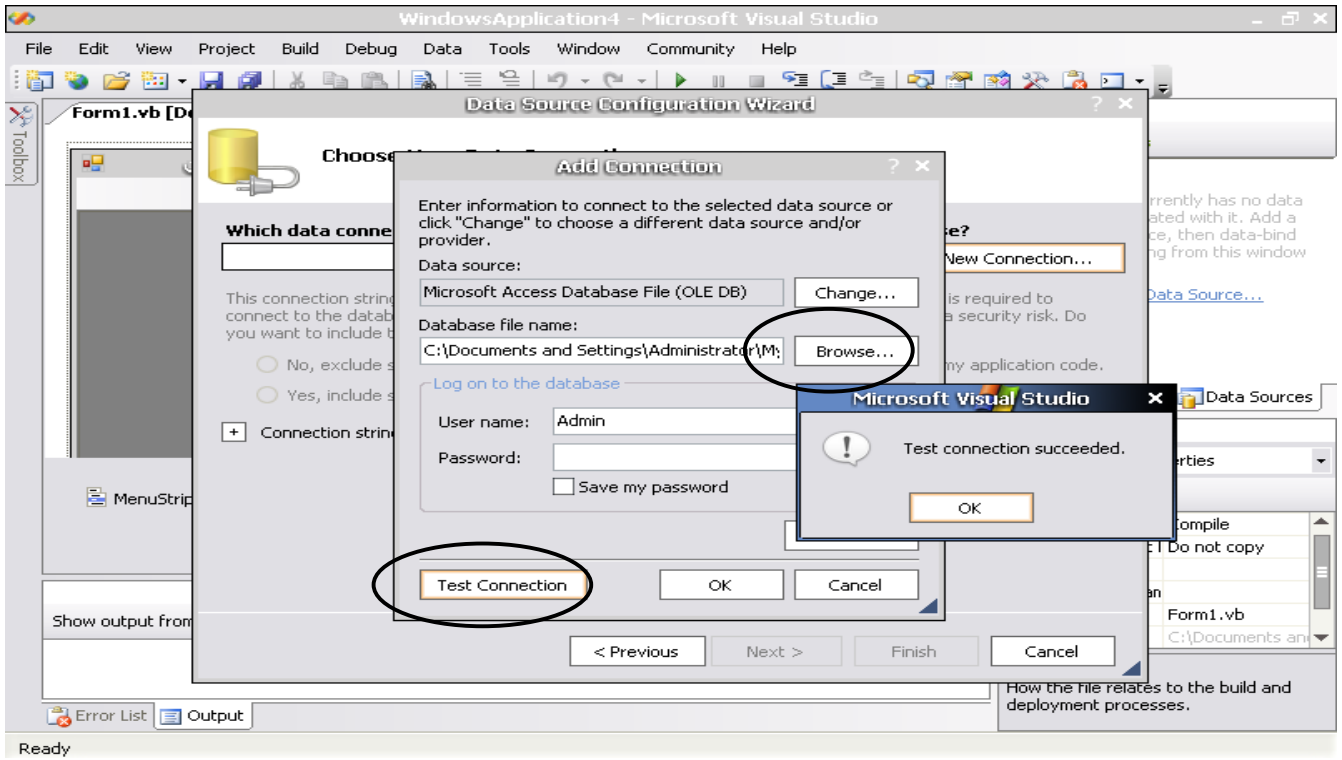 WindowsApplication4 - Microsoft Visual Studio
File Edit View Project Build Debug Data Tools Window Community Help
Data Source Configuration Wizard
Form1.vb [De
Toolbox
Choose
Add Connection
Enter information to connect to the selected data source or
click "Change" to choose a different data source and/or
provider.
Data source:
Microsoft Access Database File (OLE DB) Change...
Database file name:
C:\Documents and Settings\Administrator\My Browse...
Log on to the database
User name: Admin
Password:
Save my password
Test Connection OK Cancel
Microsoft Visual Studio
Test connection succeeded.
OK
Which data conne
se?
New Connection...
This connection string is required to
connect to the datab a security risk. Do
you want to include t
No, exclude s my application code.
Yes, include s
+ Connection strin
< Previous Next > Finish Cancel
rrently has no data
ated with it. Add a
ce, then data-bind
ng from this window
Data Source...
Data Sources
erties
Compile
Do not copy
Form1.vb
C:\Documents and
How the file relates to the build and
deployment processes.
MenuStrip
Show output from
Error List Output
Ready